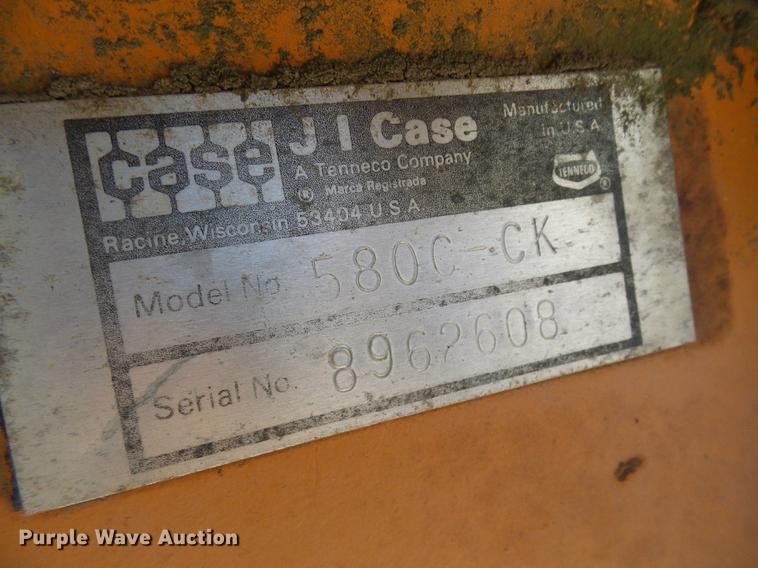 case
J I Case
A Tenneco Company
® Marca Registrada
Racine, Wisconsin 53404 U.S.A.
Manufactured
in U.S.A.
TENNECO
®
Model No. 580C-CK
Serial No. 8962608
Purple Wave Auction